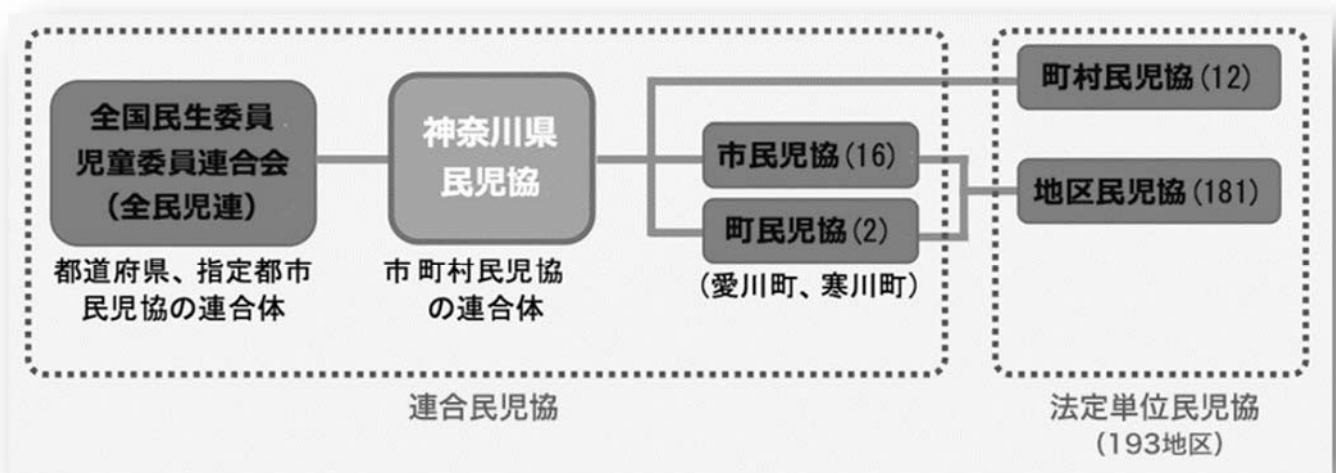 全国民生委員
児童委員連合会
（全民児連）
都道府県、指定都市
民児協の連合体
神奈川県
民児協
市町村民児協
の連合体
市民児協(16)
町民児協(2)
（愛川町、寒川町）
町村民児協(12)
地区民児協(181)
連合民児協
法定単位民児協
(193地区)